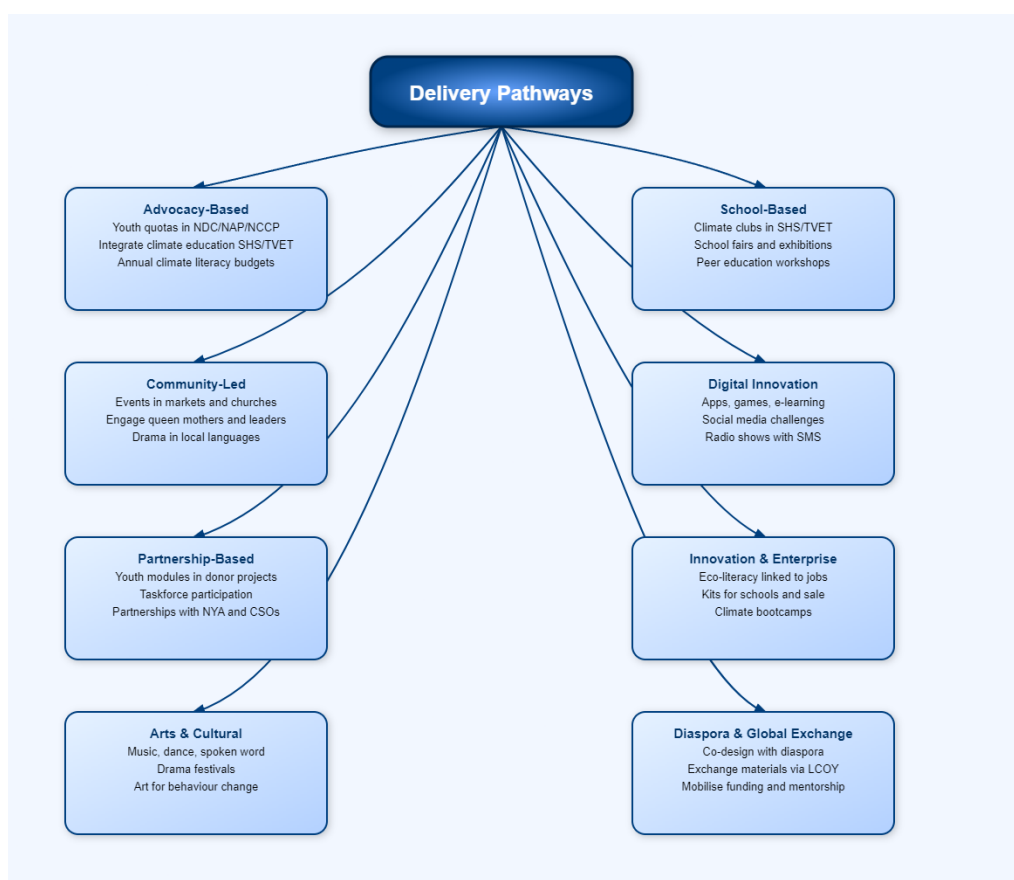 Delivery Pathways
Advocacy-Based
Youth quotas in NDC/NAP/NCCP
Integrate climate education SHS/TVET
Annual climate literacy budgets
School-Based
Climate clubs in SHS/TVET
School fairs and exhibitions
Peer education workshops
Community-Led
Events in markets and churches
Engage queen mothers and leaders
Drama in local languages
Digital Innovation
Apps, games, e-learning
Social media challenges
Radio shows with SMS
Partnership-Based
Youth modules in donor projects
Taskforce participation
Partnerships with NYA and CSOs
Innovation & Enterprise
Eco-literacy linked to jobs
Kits for schools and sale
Climate bootcamps
Arts & Cultural
Music, dance, spoken word
Drama festivals
Art for behaviour change
Diaspora & Global Exchange
Co-design with diaspora
Exchange materials via LCOY
Mobilise funding and mentorship